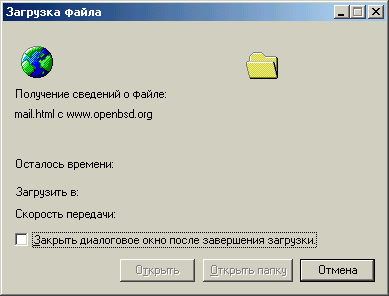 Загрузка файла
Получение сведений о файле:
mail.html с www.openbsd.org
Осталось времени:
Загрузить в:
Скорость передачи:
Закрыть диалоговое окно после завершения загрузки.
Открыть
Открыть папку
Отмена